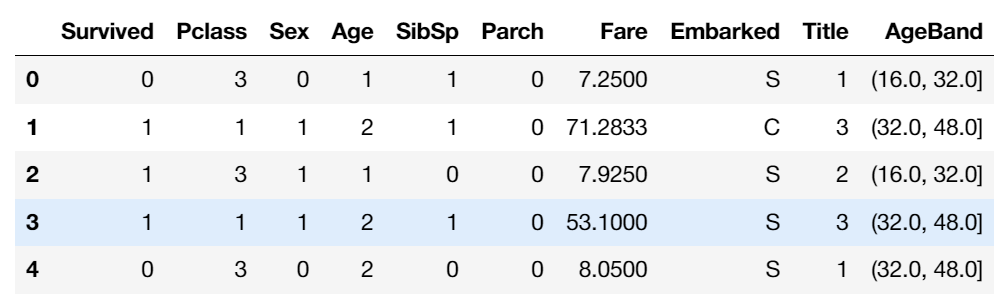 Survived Pclass Sex Age SibSp Parch Fare Embarked Title AgeBand
0 0 3 0 1 1 0 7.2500 S 1 (16.0, 32.0]
1 1 1 1 2 1 0 71.2833 C 3 (32.0, 48.0]
2 1 3 1 1 0 0 7.9250 S 2 (16.0, 32.0]
3 1 1 1 2 1 0 53.1000 S 3 (32.0, 48.0]
4 0 3 0 2 0 0 8.0500 S 1 (32.0, 48.0]